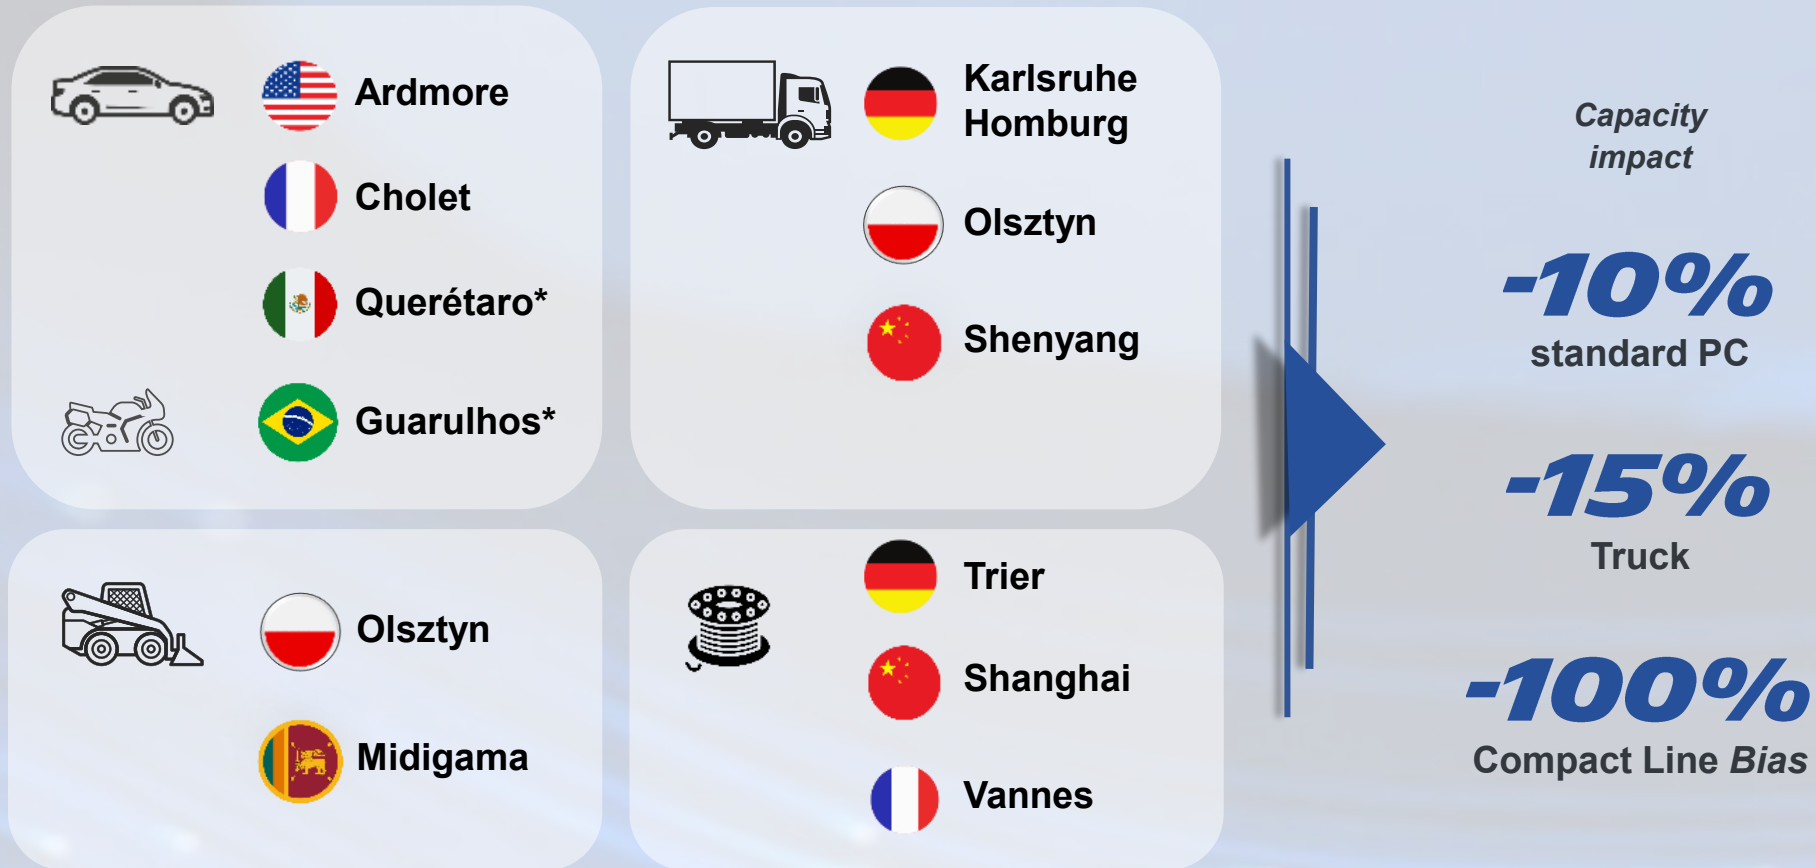 Ardmore
Cholet
Querétaro*
Guarulhos*
Karlsruhe
Homburg
Olsztyn
Shenyang
Olsztyn
Midigama
Trier
Shanghai
Vannes
Capacity
impact
-10%
standard PC
-15%
Truck
-100%
Compact Line Bias